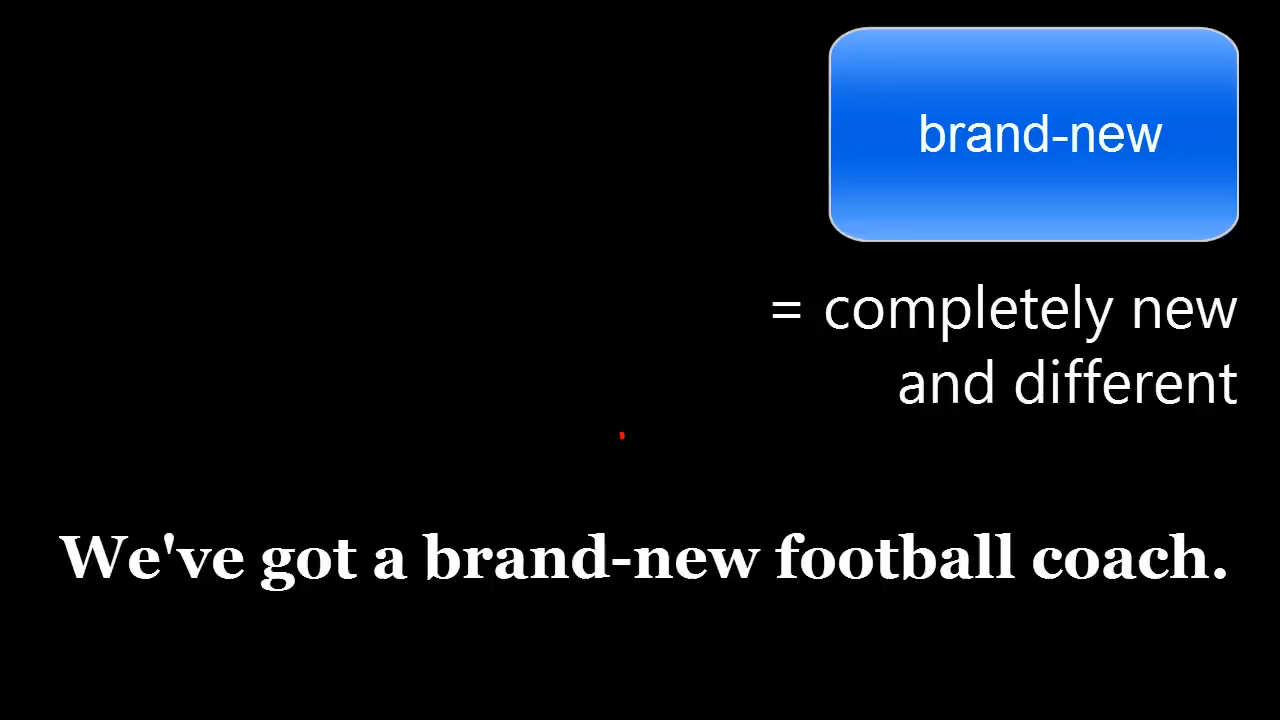 brand-new
= completely new
and different
We've got a brand-new football coach.